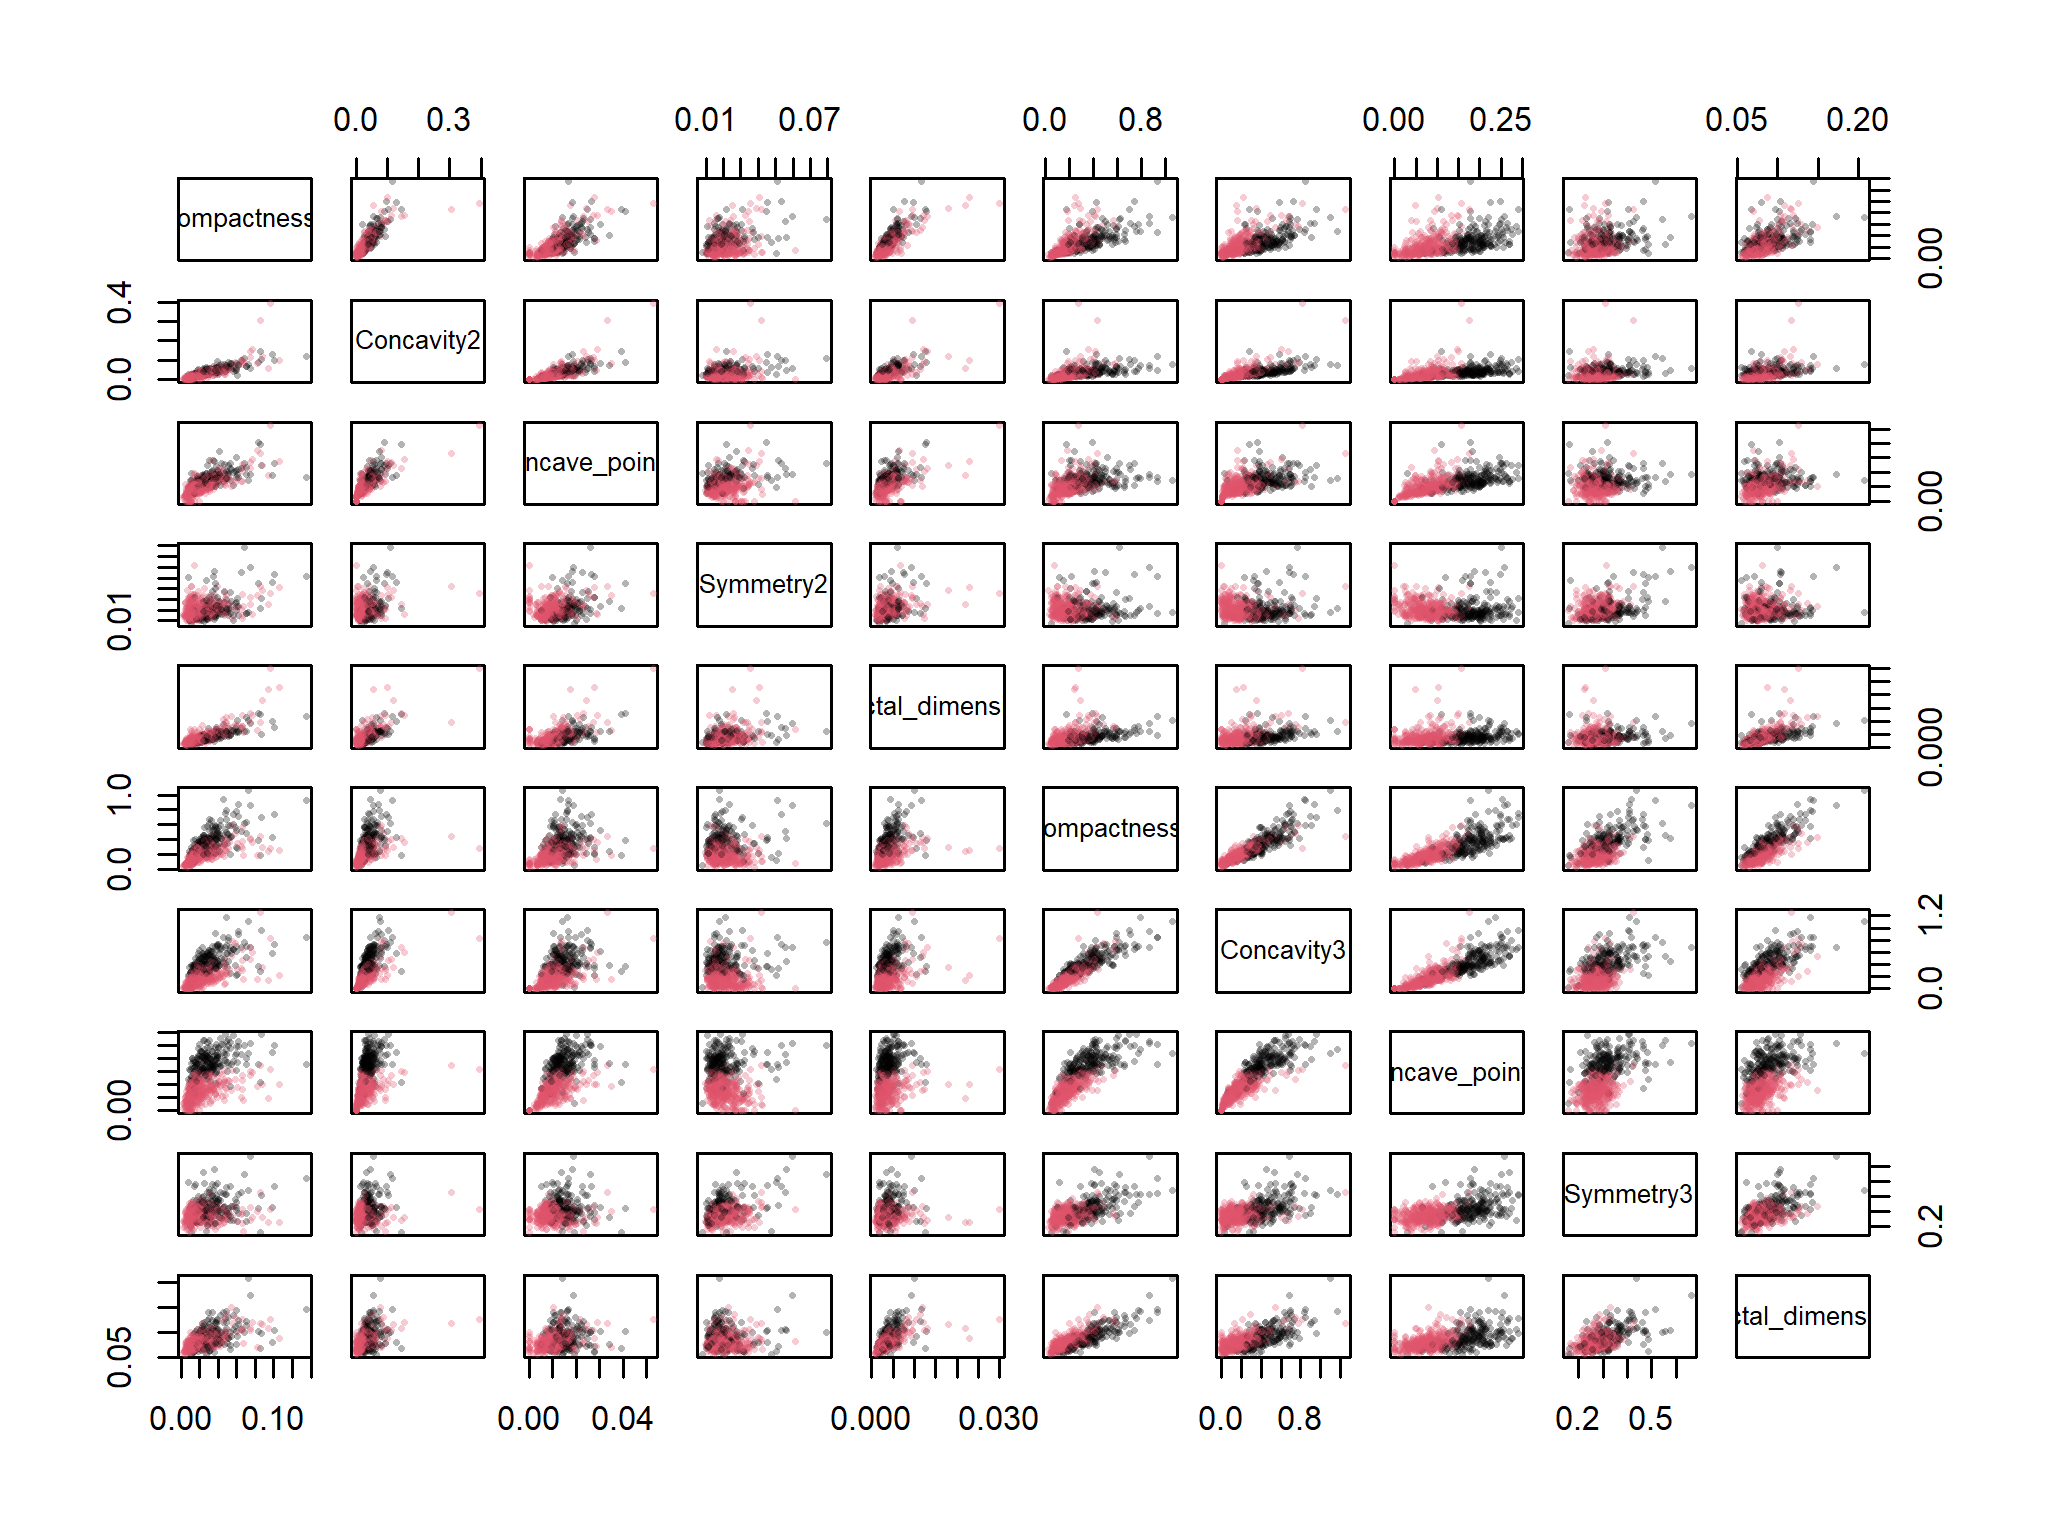 0.0 0.3 0.01 0.07 0.0 0.8 0.00 0.25 0.05 0.20
ompactness 0.00
0.4 0.0 Concavity2
ncave_poin 0.00
0.01 Symmetry2
ctal_dimens 0.000
1.0 0.0 ompactness
Concavity3 1.2 0.0
0.00 ncave_point
Symmetry3 0.2
0.05 ctal_dimens
0.00 0.10 0.00 0.04 0.000 0.030 0.0 0.8 0.2 0.5